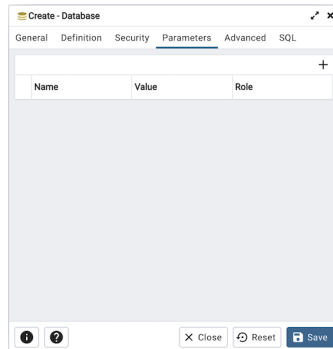 Create - Database
General Definition Security Parameters Advanced SQL
Name Value Role
Close Reset Save